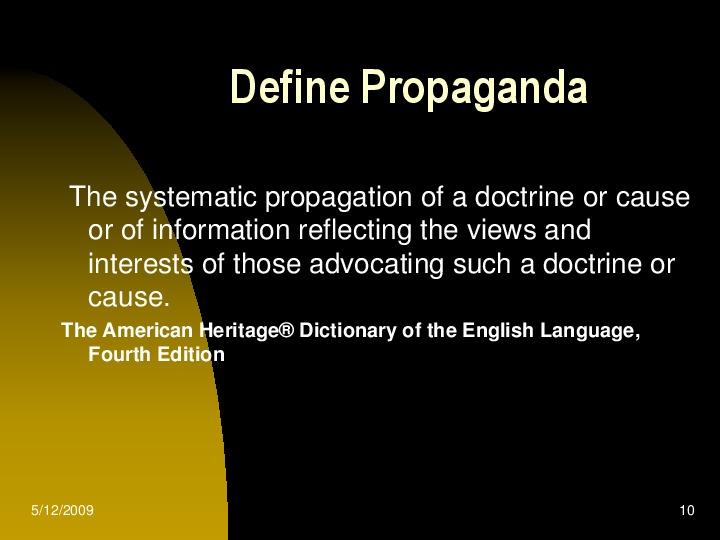 Define Propaganda
The systematic propagation of a doctrine or cause
or of information reflecting the views and
interests of those advocating such a doctrine or
cause.
The American Heritage® Dictionary of the English Language,
Fourth Edition
5/12/2009
10